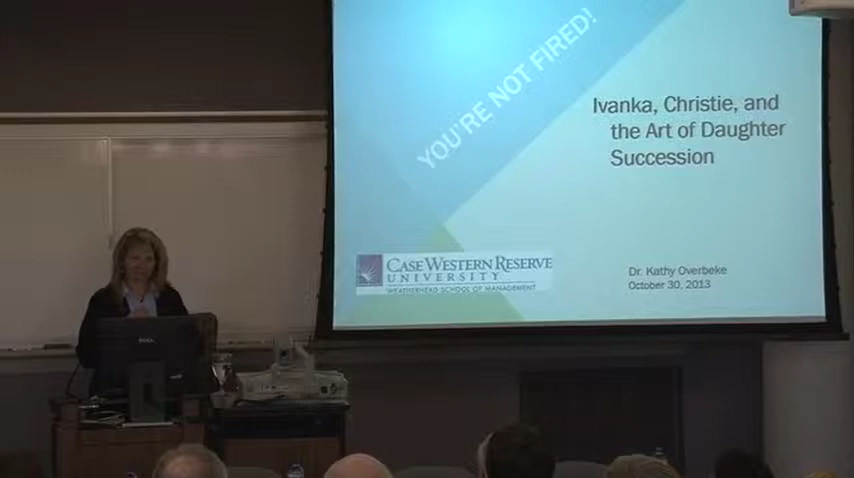 YOU'RE NOT FIRED!
Ivanka, Christie, and
the Art of Daughter
Succession
CASE WESTERN RESERVE
UNIVERSITY
WEATHERHEAD SCHOOL OF MANAGEMENT
Dr. Kathy Overbeke
October 30, 2013
DELL